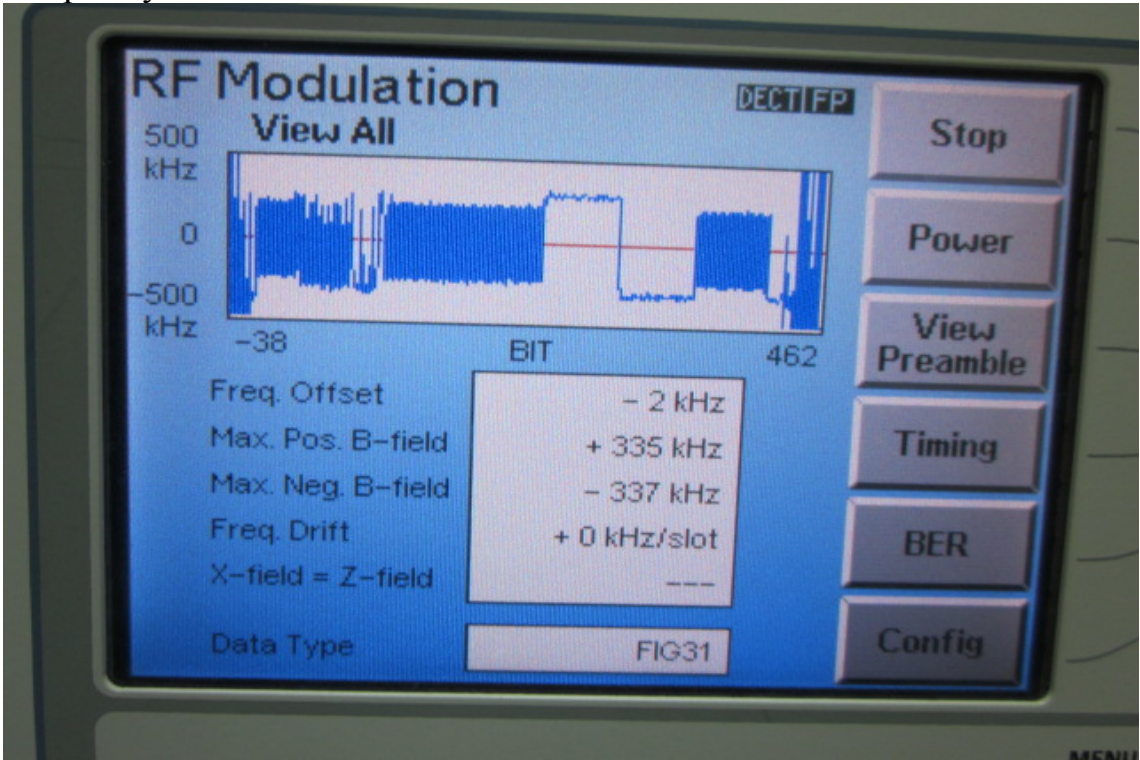 RF Modulation
DECT FP
View All
500
kHz
0
-500
kHz
-38
BIT
462
Freq. Offset
- 2 kHz
Max. Pos. B-field
+ 335 kHz
Max. Neg. B-field
- 337 kHz
Freq. Drift
+ 0 kHz/slot
X-field = Z-field
---
Data Type
FIG31
Stop
Power
View
Preamble
Timing
BER
Config
MENU